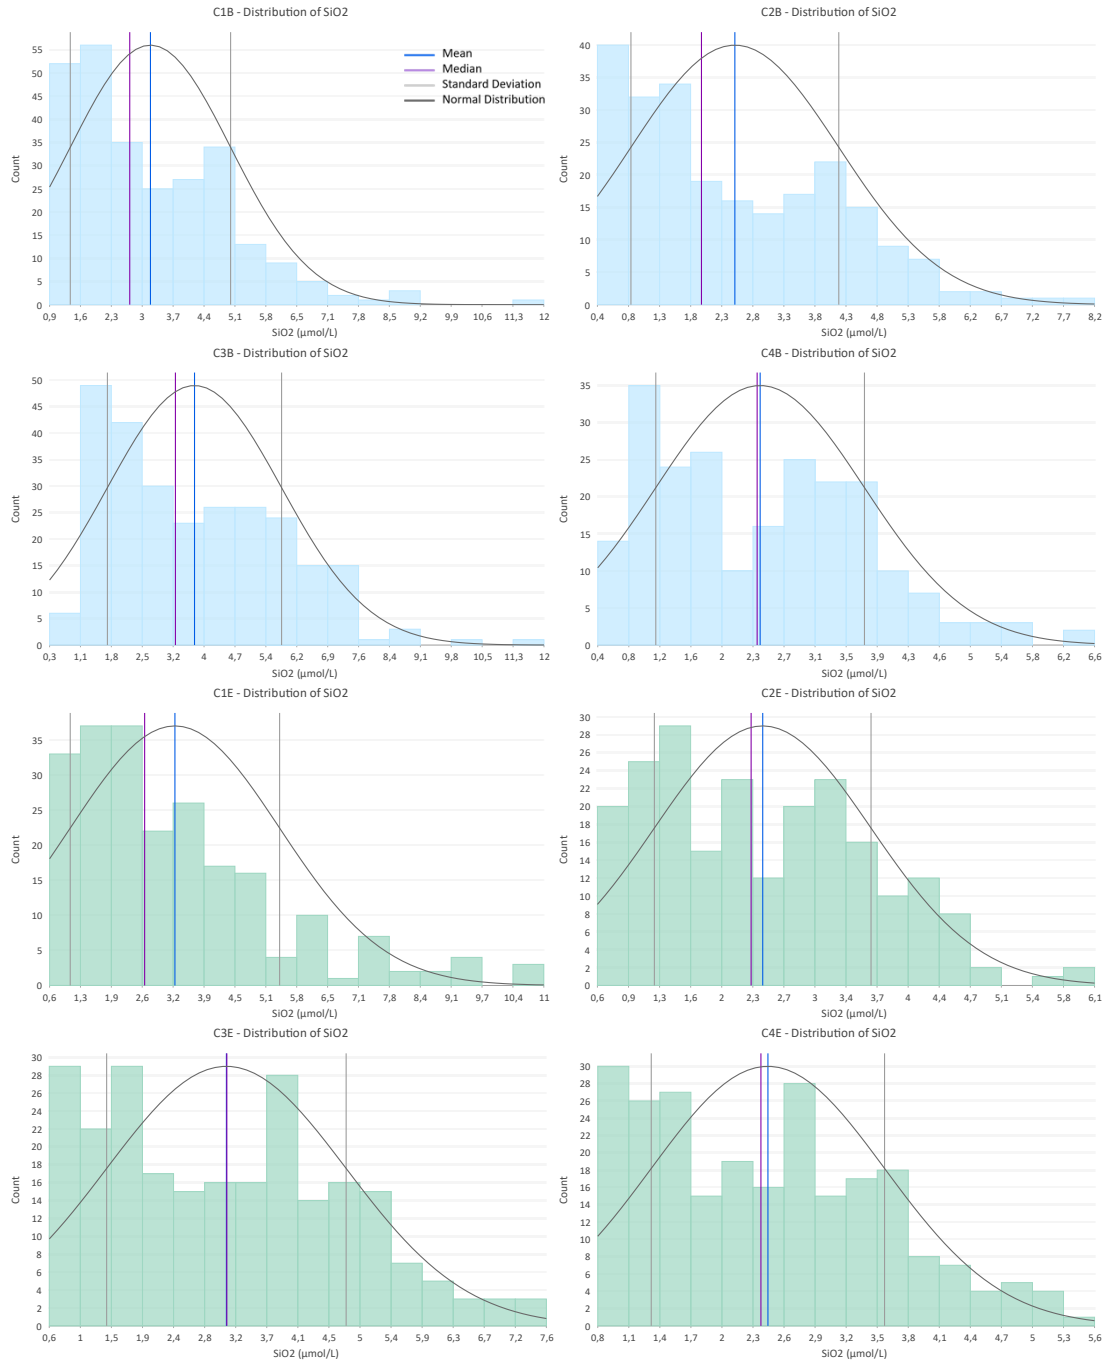 C1B - Distribution of SiO2
55
50
45
40
35
30
25
20
15
10
5
0
Count
0,9 1,6 2,3 3 3,7 4,4 5,1 5,8 6,5 7,1 7,8 8,5 9,2 9,9 10,6 11,3 12
SiO2 (µmol/L)
Mean
Median
Standard Deviation
Normal Distribution
C2B - Distribution of SiO2
40
35
30
25
20
15
10
5
0
Count
0,4 0,8 1,3 1,8 2,3 2,8 3,3 3,8 4,3 4,8 5,3 5,8 6,2 6,7 7,2 7,7 8,2
SiO2 (µmol/L)
C3B - Distribution of SiO2
50
45
40
35
30
25
20
15
10
5
0
Count
0,3 1,1 1,8 2,5 3,2 4 4,7 5,4 6,2 6,9 7,6 8,4 9,1 9,8 10,5 11,3 12
SiO2 (µmol/L)
C4B - Distribution of SiO2
35
30
25
20
15
10
5
0
Count
0,4 0,8 1,2 1,6 2 2,3 2,7 3,1 3,5 3,9 4,3 4,6 5 5,4 5,8 6,2 6,6
SiO2 (µmol/L)
C1E - Distribution of SiO2
35
30
25
20
15
10
5
0
Count
0,6 1,3 1,9 2,6 3,2 3,9 4,5 5,1 5,8 6,5 7,1 7,8 8,4 9,1 9,7 10,4 11
SiO2 (µmol/L)
C2E - Distribution of SiO2
30
28
26
24
22
20
18
16
14
12
10
8
6
4
2
0
Count
0,6 0,9 1,3 1,6 2 2,3 2,7 3 3,4 3,7 4 4,4 4,7 5,1 5,4 5,8 6,1
SiO2 (µmol/L)
C3E - Distribution of SiO2
30
28
26
24
22
20
18
16
14
12
10
8
6
4
2
0
Count
0,6 1 1,5 1,9 2,4 2,8 3,2 3,7 4,1 4,5 5 5,4 5,9 6,3 6,7 7,2 7,6
SiO2 (µmol/L)
C4E - Distribution of SiO2
30
28
26
24
22
20
18
16
14
12
10
8
6
4
2
0
Count
0,8 1,1 1,4 1,7 2 2,3 2,6 2,9 3,2 3,5 3,8 4,1 4,4 4,7 5 5,3 5,6
SiO2 (µmol/L)